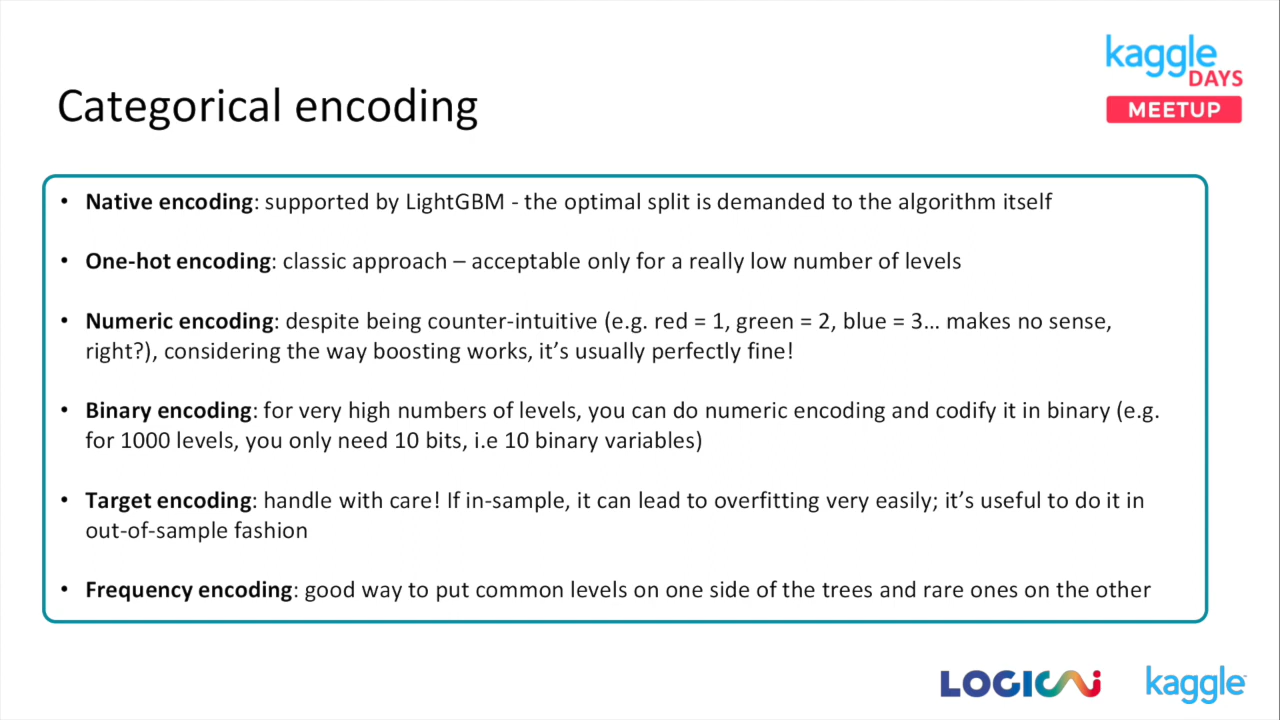 kaggle
DAYS
MEETUP
Categorical encoding
• Native encoding: supported by LightGBM - the optimal split is demanded to the algorithm itself
• One-hot encoding: classic approach – acceptable only for a really low number of levels
• Numeric encoding: despite being counter-intuitive (e.g. red = 1, green = 2, blue = 3… makes no sense,
right?), considering the way boosting works, it’s usually perfectly fine!
• Binary encoding: for very high numbers of levels, you can do numeric encoding and codify it in binary (e.g.
for 1000 levels, you only need 10 bits, i.e 10 binary variables)
• Target encoding: handle with care! If in-sample, it can lead to overfitting very easily; it’s useful to do it in
out-of-sample fashion
• Frequency encoding: good way to put common levels on one side of the trees and rare ones on the other
LOGICAi
kaggle